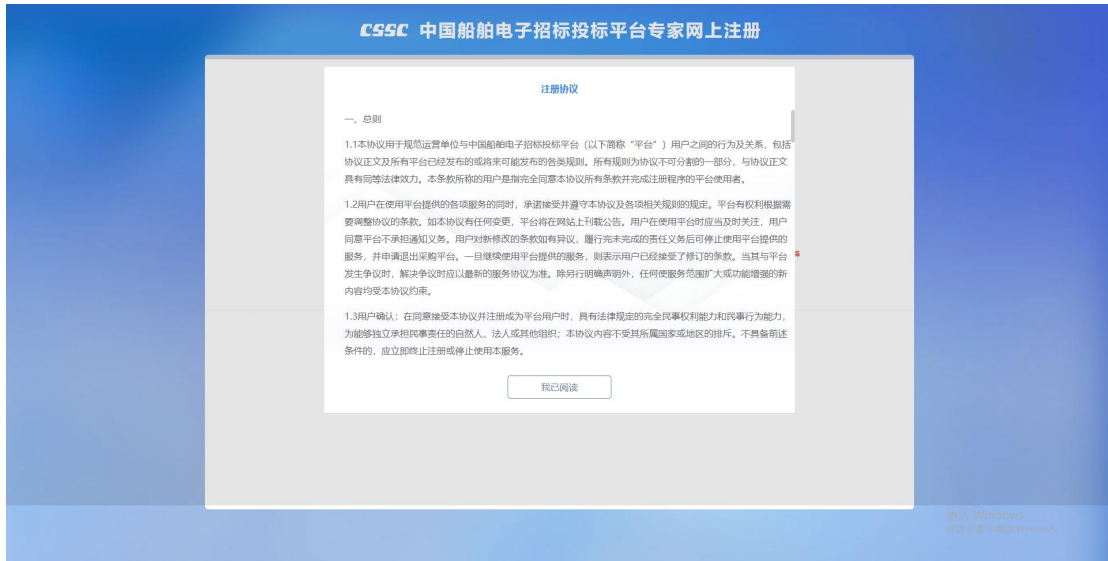 CSSC 中国船舶电子招标投标平台专家网上注册
注册协议
一、总则
1.1本协议用于规范运营单位与中国船舶电子招标投标平台（以下简称“平台”）用户之间的行为及关系，包括
协议正文及所有平台已经发布的或将来可能发布的各类规则。所有规则为协议不可分割的一部分，与协议正文
具有同等法律效力。本条款所称的用户是指完全同意本协议所有条款并完成注册程序的平台使用者。
1.2用户在使用平台提供的各项服务的同时，承诺接受并遵守本协议及各项相关规则的规定。平台有权利根据需
要调整协议的条款。如本协议有任何变更，平台将在网站上刊载公告。用户在使用平台时应当及时关注，用户
同意平台不承担通知义务。用户对新修改的条款如有异议，履行完未完成的责任义务后可停止使用平台提供的
服务，并申请退出采购平台。一旦继续使用平台提供的服务，则表示用户已经接受了修订的条款。当其与平台
发生争议时，解决争议时应以最新的服务协议为准。除另行明确声明外，任何使服务范围扩大或功能增强的新
内容均受本协议约束。
1.3用户确认：在同意接受本协议并注册成为平台用户时，具有法律规定的完全民事权利能力和民事行为能力，
为能够独立承担民事责任的自然人、法人或其他组织；本协议内容不受其所属国家或地区的排斥。不具备前述
条件的，应立即终止注册或停止使用本服务。
我已阅读
激活 Windows